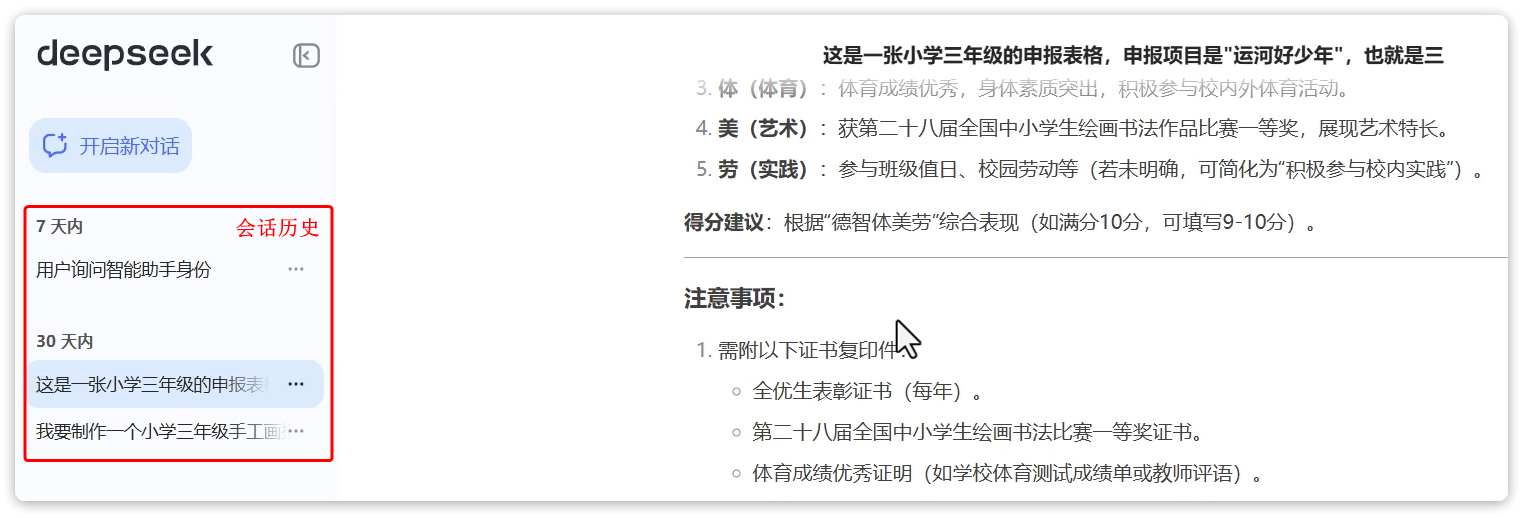 deepseek
开启新对话
7 天内
会话历史
用户询问智能助手身份
30 天内
这是一张小学三年级的申报表
我要制作一个小学三年级手工画
这是一张小学三年级的申报表格，申报项目是"运河好少年"，也就是三
3. 体（体育）：体育成绩优秀，身体素质突出，积极参与校内外体育活动。
4. 美（艺术）：获第二十八届全国中小学生绘画书法作品比赛一等奖，展现艺术特长。
5. 劳（实践）：参与班级值日、校园劳动等（若未明确，可简化为“积极参与校内实践”）。
得分建议：根据“德智体美劳”综合表现（如满分10分，可填写9-10分）。
注意事项：
1. 需附以下证书复印件：
全优生表彰证书（每年）。
第二十八届全国中小学生绘画书法比赛一等奖证书。
体育成绩优秀证明（如学校体育测试成绩单或教师评语）。